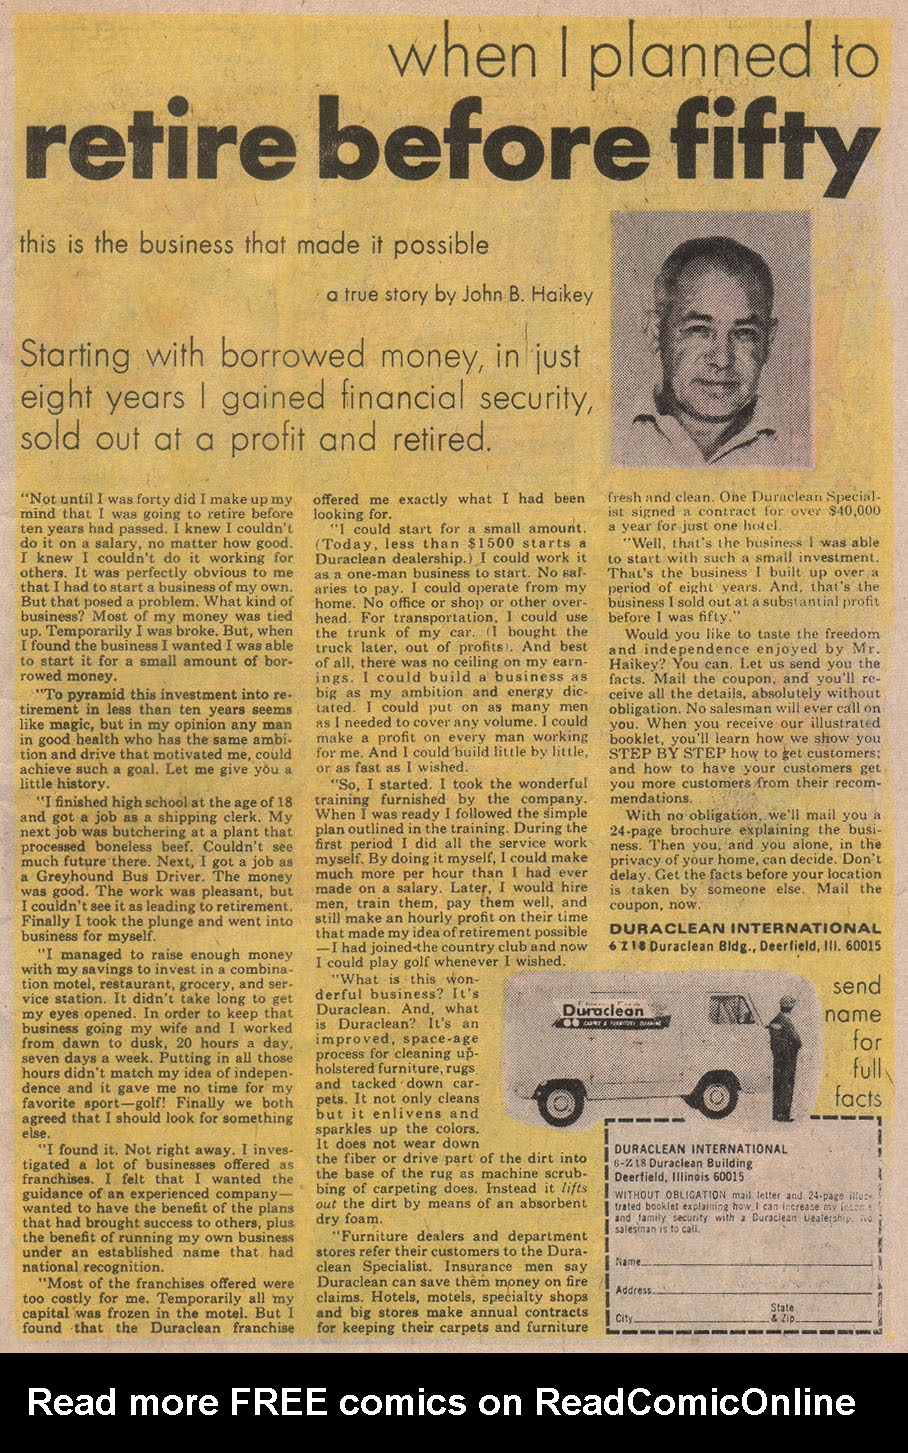 when I planned to
retire before fifty
this is the business that made it possible
a true story by John B. Haikey
Starting with borrowed money, in just
eight years I gained financial security,
sold out at a profit and retired.
"Not until I was forty did I make up my
mind that I was going to retire before
ten years had passed. I knew I couldn't
do it on a salary, no matter how good.
I knew I couldn't do it working for
others. It was perfectly obvious to me
that I had to start a business of my own.
But that posed a problem. What kind of
business? Most of my money was tied
up. Temporarily I was broke. But, when
I found the business I wanted I was able
to start it for a small amount of bor-
rowed money.
"To pyramid this investment into re-
tirement in less than ten years seems
like magic, but in my opinion any man
in good health who has the same ambi-
tion and drive that motivated me, could
achieve such a goal. Let me give you a
little history.
"I finished high school at the age of 18
and got a job as a shipping clerk. My
next job was butchering at a plant that
processed boneless beef. Couldn't see
much future there. Next, I got a job as
a Greyhound Bus Driver. The money
was good. The work was pleasant, but
I couldn't see it as leading to retirement.
Finally I took the plunge and went into
business for myself.
"I managed to raise enough money
with my savings to invest in a combina-
tion motel, restaurant, grocery, and ser-
vice station. It didn't take long to get
my eyes opened. In order to keep that
business going my wife and I worked
from dawn to dusk, 20 hours a day,
seven days a week. Putting in all those
hours didn't match my idea of indepen-
dence and it gave me no time for my
favorite sport—golf! Finally we both
agreed that I should look for something
else.
"I found it. Not right away. I inves-
tigated a lot of businesses offered as
franchises. I felt that I wanted the
guidance of an experienced company—
wanted to have the benefit of the plans
that had brought success to others, plus
the benefit of running my own business
under an established name that had
national recognition.
"Most of the franchises offered were
too costly for me. Temporarily all my
capital was frozen in the motel. But I
found that the Duraclean franchise
offered me exactly what I had been
looking for.
"I could start for a small amount.
(Today, less than $1500 starts a
Duraclean dealership.) I could work it
as a one-man business to start. No sal-
aries to pay. I could operate from my
home. No office or shop or other over-
head. For transportation, I could use
the trunk of my car. (I bought the
truck later, out of profits). And best
of all, there was no ceiling on my earn-
ings. I could build a business as
big as my ambition and energy dic-
tated. I could put on as many men
as I needed to cover any volume. I could
make a profit on every man working
for me. And I could build little by little,
or as fast as I wished.
"So, I started. I took the wonderful
training furnished by the company.
When I was ready I followed the simple
plan outlined in the training. During the
first period I did all the service work
myself. By doing it myself, I could make
much more per hour than I had ever
made on a salary. Later, I would hire
men, train them, pay them well, and
still make an hourly profit on their time
that made my idea of retirement possible
—I had joined the country club and now
I could play golf whenever I wished.
"What is this won-
derful business? It's
Duraclean. And, what
is Duraclean? It's an
improved, space-age
process for cleaning up-
holstered furniture, rugs,
and tacked down car-
pets. It not only cleans
but it enlivens and
sparkles up the colors.
It does not wear down
the fiber or drive part of the dirt into
the base of the rug as machine scrub-
bing of carpeting does. Instead it lifts
out the dirt by means of an absorbent
dry foam.
"Furniture dealers and department
stores refer their customers to the Dura-
clean Specialist. Insurance men say
Duraclean can save them money on fire
claims. Hotels, motels, specialty shops
and big stores make annual contracts
for keeping their carpets and furniture
fresh and clean. One Duraclean Special-
ist signed a contract for over $40,000
a year for just one hotel.
"Well, that's the business I was able
to start with such a small investment.
That's the business I built up over a
period of eight years. And, that's the
business I sold out at a substantial profit
before I was fifty."
Would you like to taste the freedom
and independence enjoyed by Mr.
Haikey? You can. Let us send you the
facts. Mail the coupon, and you'll re-
ceive all the details, absolutely without
obligation. No salesman will ever call on
you. When you receive our illustrated
booklet, you'll learn how we show you
STEP BY STEP how to get customers;
and how to have your customers get
you more customers from their recom-
mendations.
With no obligation, we'll mail you a
24-page brochure explaining the busi-
ness. Then you, and you alone, in the
privacy of your home, can decide. Don't
delay. Get the facts before your location
is taken by someone else. Mail the
coupon, now.
DURACLEAN INTERNATIONAL
6-Z18 Duraclean Bldg., Deerfield, Ill. 60015
Duraclean
CARPET & FURNITURE CLEANING
send
name
for
full
facts
DURACLEAN INTERNATIONAL
6-Z18 Duraclean Building
Deerfield, Illinois 60015
WITHOUT OBLIGATION mail letter and 24-page illus-
trated booklet explaining how I can increase my income
and family security with a Duraclean Dealership. No
salesman is to call.
Name
Address
City State & Zip
Read more FREE comics on ReadComicOnline